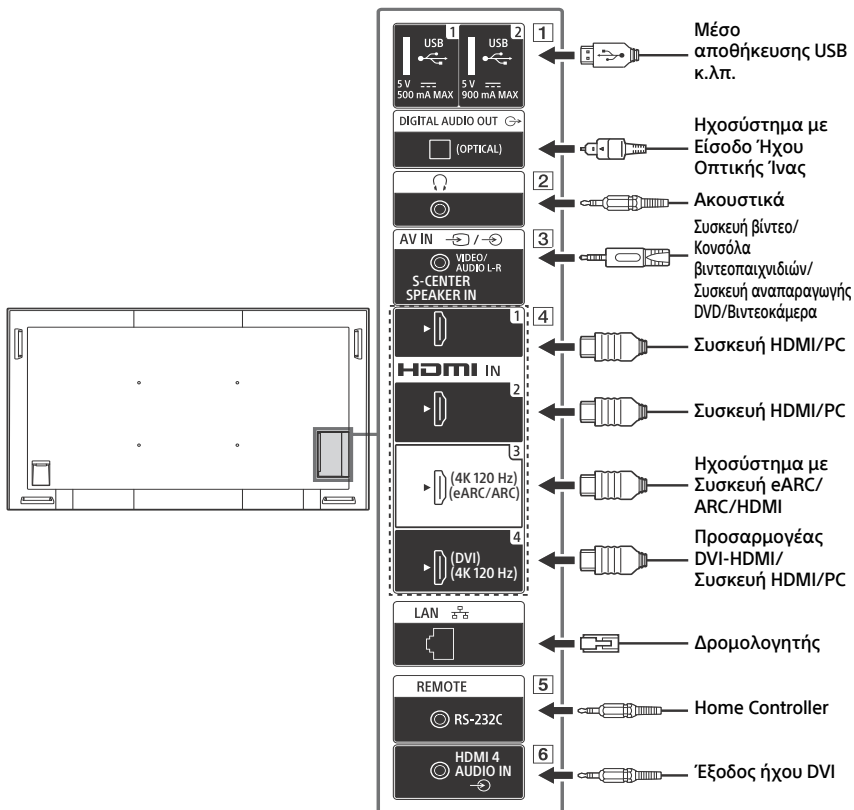 1
USB
5 V
500 mA MAX
2
USB
5 V
900 mA MAX
1
Μέσο
αποθήκευσης USB
κ.λπ.
DIGITAL AUDIO OUT
(OPTICAL)
Ηχοσύστημα με
Είσοδο Ήχου
Οπτικής Ίνας
2
Ακουστικά
AV IN
/
3
VIDEO/
AUDIO L-R
S-CENTER
SPEAKER IN
Συσκευή βίντεο/
Κονσόλα
βιντεοπαιχνιδιών/
Συσκευή αναπαραγωγής
DVD/Βιντεοκάμερα
1
4
Συσκευή HDMI/PC
HDMI IN
2
Συσκευή HDMI/PC
3
(4K 120 Hz)
(eARC/ARC)
Ηχοσύστημα με
Συσκευή eARC/
ARC/HDMI
4
(DVI)
(4K 120 Hz)
Προσαρμογέας
DVI-HDMI/
Συσκευή HDMI/PC
LAN
Δρομολογητής
REMOTE
5
RS-232C
Home Controller
HDMI 4
AUDIO IN
6
Έξοδος ήχου DVI